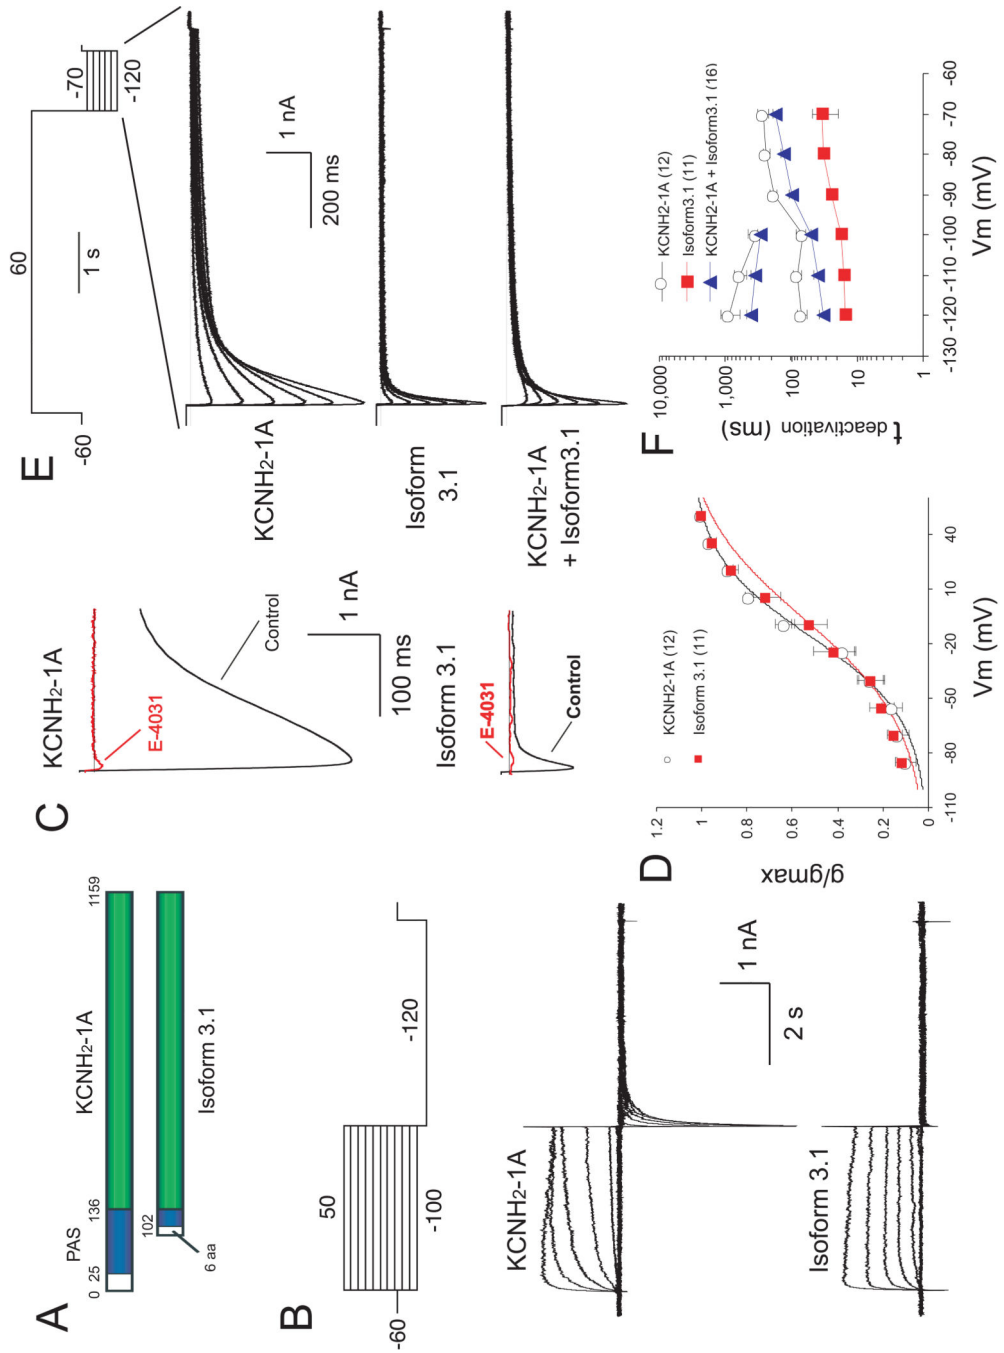 A
KCNH2-1A
PAS
0 25 136 1159
102
6 aa
Isoform 3.1
B
50
-60
-100
-120
KCNH2-1A
1 nA
2 s
Isoform 3.1
C
KCNH2-1A
E-4031
Control
1 nA
100 ms
Isoform 3.1
E-4031
Control
D
g/gmax
1.2
1
0.8
0.6
0.4
0.2
0
KCNH2-1A (12)
Isoform 3.1 (11)
-110 -80 -50 -20 10 40
Vm (mV)
E
60
-60
1 s
-70
-120
KCNH2-1A
1 nA
200 ms
Isoform
3.1
KCNH2-1A
+ Isoform3.1
F
t deactivation (ms)
10,000
1,000
100
10
1
KCNH2-1A (12)
Isoform3.1 (11)
KCNH2-1A + Isoform3.1 (16)
-130 -120 -110 -100 -90 -80 -70 -60
Vm (mV)